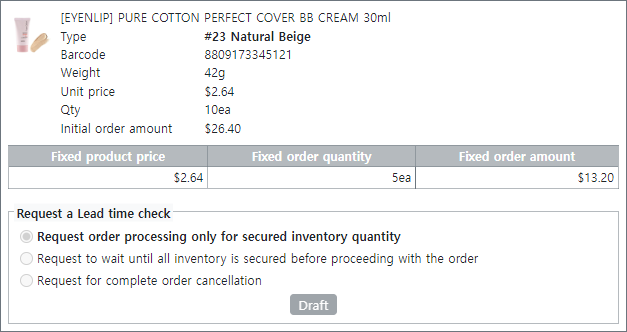 [EYENLIP] PURE COTTON PERFECT COVER BB CREAM 30ml
Type #23 Natural Beige
Barcode 8809173345121
Weight 42g
Unit price $2.64
Qty 10ea
Initial order amount $26.40
Fixed product price Fixed order quantity Fixed order amount
$2.64 5ea $13.20
Request a Lead time check
Request order processing only for secured inventory quantity
Request to wait until all inventory is secured before proceeding with the order
Request for complete order cancellation
Draft